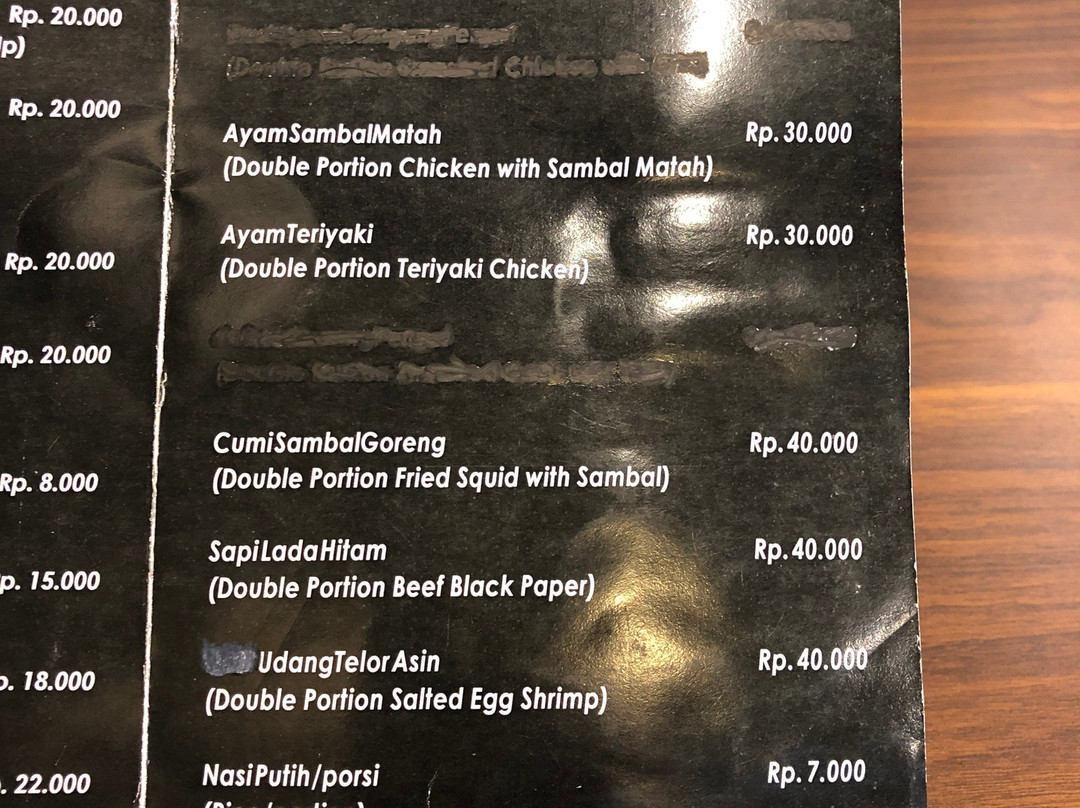 Rp. 20.000
lp)
Rp. 20.000
Rp. 20.000
Rp. 20.000
Rp. 8.000
p. 15.000
p. 18.000
. 22.000
AyamSambalMatah Rp. 30.000
(Double Portion Chicken with Sambal Matah)
AyamTeriyaki Rp. 30.000
(Double Portion Teriyaki Chicken)
CumiSambalGoreng Rp. 40.000
(Double Portion Fried Squid with Sambal)
SapiLadaHitam Rp. 40.000
(Double Portion Beef Black Paper)
UdangTelorAsin Rp. 40.000
(Double Portion Salted Egg Shrimp)
NasiPutih/porsi Rp. 7.000